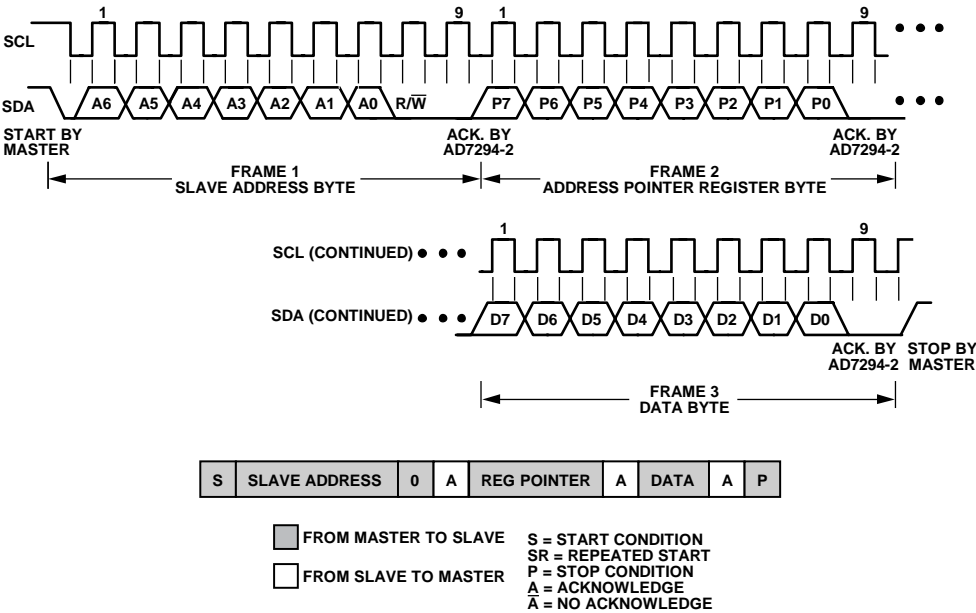 1 9 1 9
SCL
SDA A6 A5 A4 A3 A2 A1 A0 R/W̅ P7 P6 P5 P4 P3 P2 P1 P0
START BY
MASTER
ACK. BY
AD7294-2
ACK. BY
AD7294-2
FRAME 1
SLAVE ADDRESS BYTE
FRAME 2
ADDRESS POINTER REGISTER BYTE
1 9
SCL (CONTINUED)
SDA (CONTINUED) D7 D6 D5 D4 D3 D2 D1 D0
ACK. BY
AD7294-2
STOP BY
MASTER
FRAME 3
DATA BYTE
S SLAVE ADDRESS 0 A REG POINTER A DATA A P
FROM MASTER TO SLAVE
FROM SLAVE TO MASTER
S = START CONDITION
SR = REPEATED START
P = STOP CONDITION
A = ACKNOWLEDGE
A̅ = NO ACKNOWLEDGE